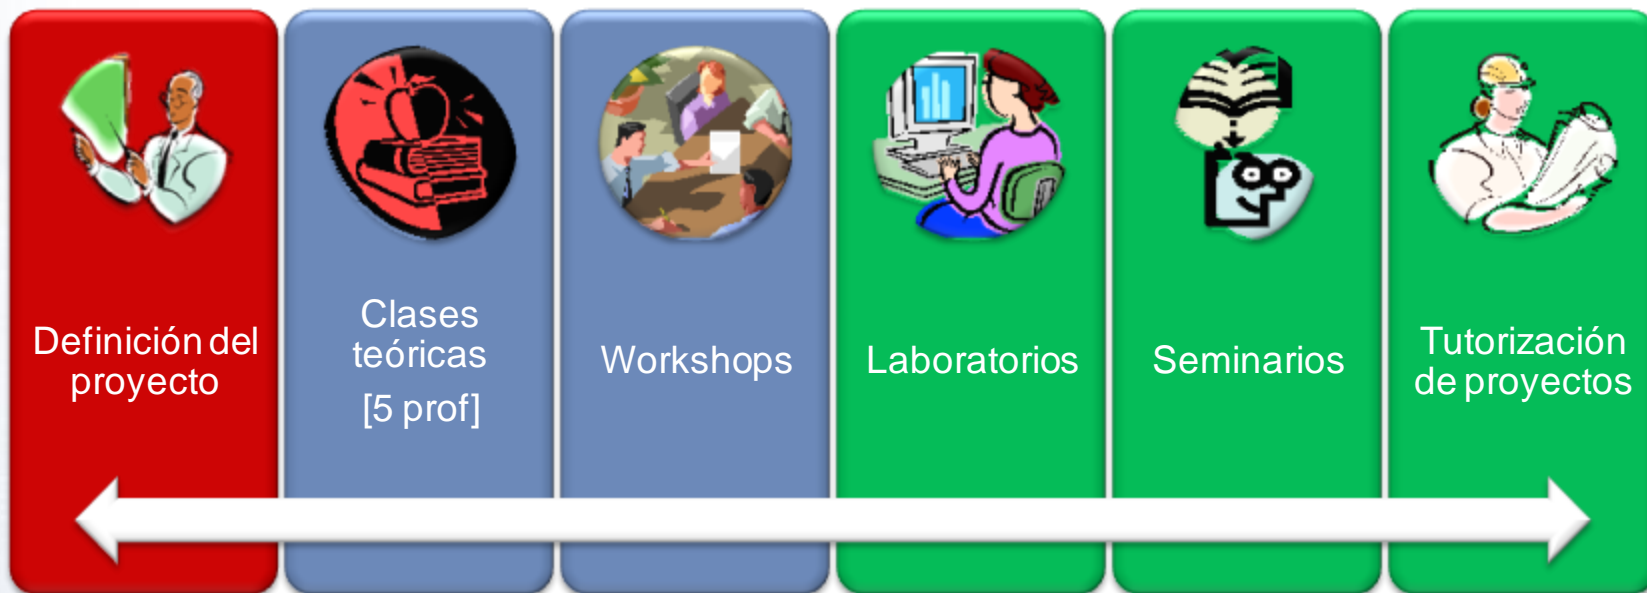 Definición del
proyecto
Clases
teóricas
[5 prof]
Workshops
Laboratorios
Seminarios
Tutorización
de proyectos